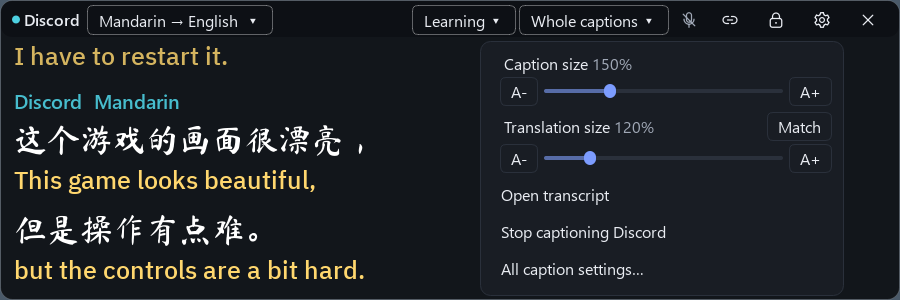 Discord Mandarin → English Learning Whole captions
I have to restart it.
Discord Mandarin
这个游戏的画面很漂亮，
This game looks beautiful,
但是操作有点难。
but the controls are a bit hard.
Caption size 150%
A- A+
Translation size 120% Match
A- A+
Open transcript
Stop captioning Discord
All caption settings...